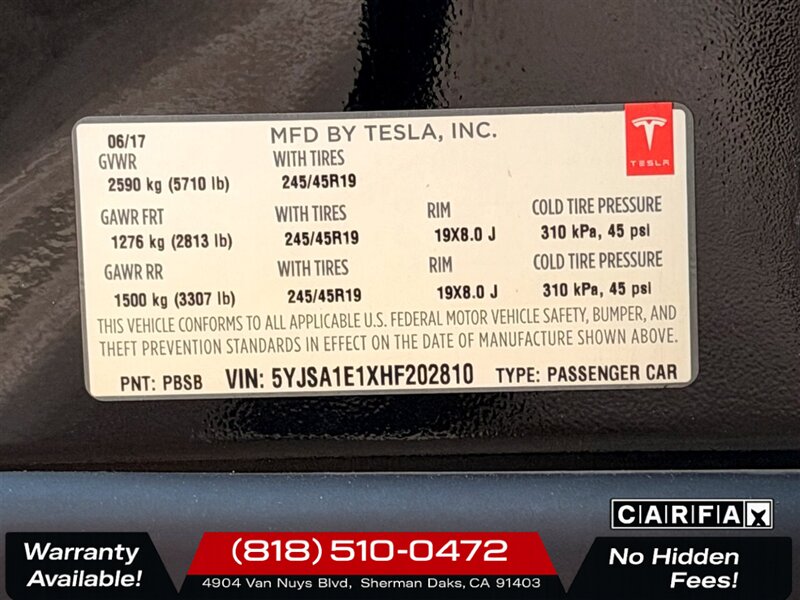 06/17 MFD BY TESLA, INC.
TESLA
GVWR WITH TIRES
2590 kg (5710 lb) 245/45R19
GAWR FRT WITH TIRES RIM COLD TIRE PRESSURE
1276 kg (2813 lb) 245/45R19 19X8.0 J 310 kPa, 45 psi
GAWR RR WITH TIRES RIM COLD TIRE PRESSURE
1500 kg (3307 lb) 245/45R19 19X8.0 J 310 kPa, 45 psi
THIS VEHICLE CONFORMS TO ALL APPLICABLE U.S. FEDERAL MOTOR VEHICLE SAFETY, BUMPER, AND
THEFT PREVENTION STANDARDS IN EFFECT ON THE DATE OF MANUFACTURE SHOWN ABOVE.
PNT: PBSB VIN: 5YJSA1E1XHF202810 TYPE: PASSENGER CAR
CARFAX
Warranty
Available!
(818) 510-0472
4904 Van Nuys Blvd, Sherman Daks, CA 91403
No Hidden
Fees!